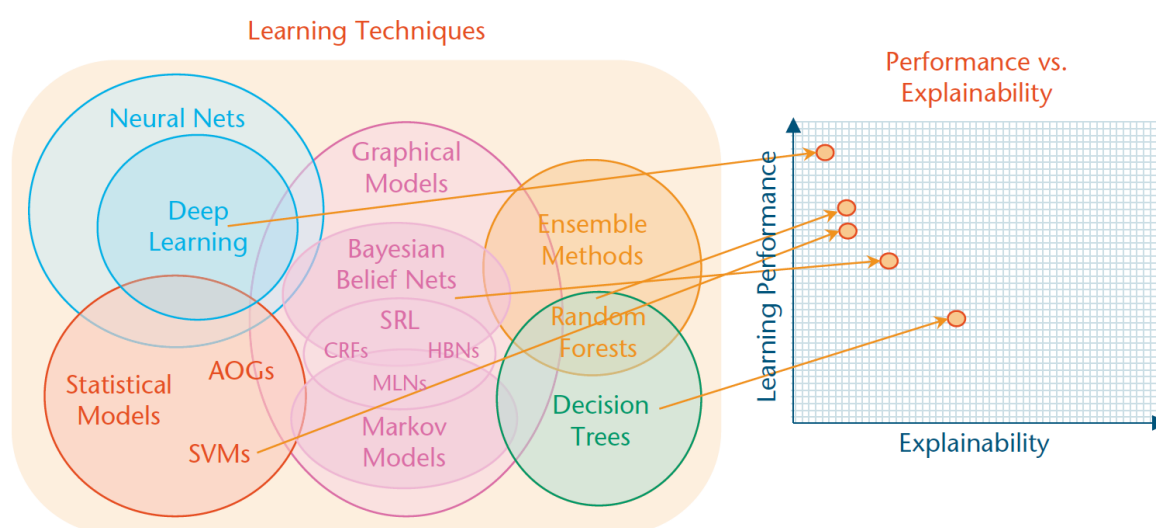 Learning Techniques
Neural Nets
Deep
Learning
Graphical
Models
Bayesian
Belief Nets
SRL
CRFs
HBNs
MLNs
Markov
Models
Statistical
Models
AOGs
SVMs
Ensemble
Methods
Random
Forests
Decision
Trees
Performance vs.
Explainability
Learning Performance
Explainability